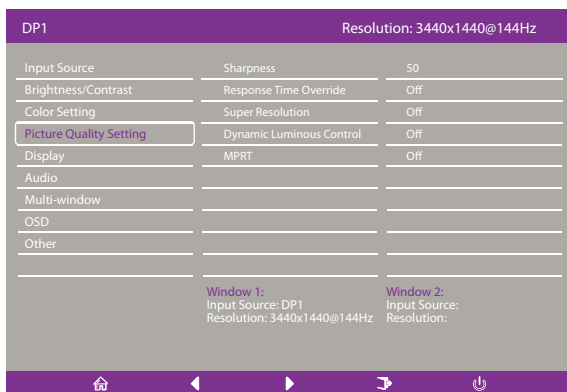 DP1 Resolution: 3440x1440@144Hz
Input Source Sharpness 50
Brightness/Contrast Response Time Override Off
Color Setting Super Resolution Off
Picture Quality Setting Dynamic Luminous Control Off
Display MPRT Off
Audio
Multi-window
OSD
Other
Window 1: Window 2:
Input Source: DP1 Input Source:
Resolution: 3440x1440@144Hz Resolution: